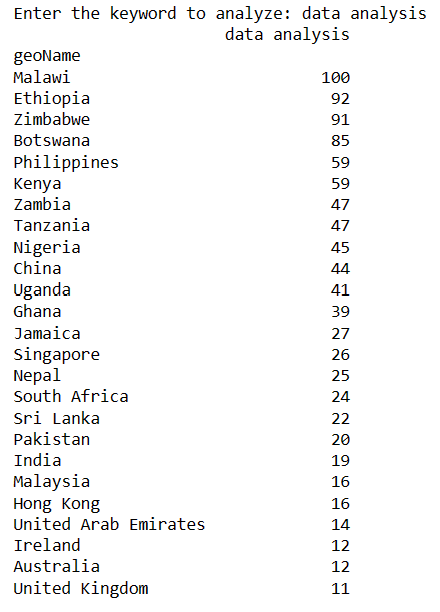 Enter the keyword to analyze: data analysis
data analysis
geoName
Malawi 100
Ethiopia 92
Zimbabwe 91
Botswana 85
Philippines 59
Kenya 59
Zambia 47
Tanzania 47
Nigeria 45
China 44
Uganda 41
Ghana 39
Jamaica 27
Singapore 26
Nepal 25
South Africa 24
Sri Lanka 22
Pakistan 20
India 19
Malaysia 16
Hong Kong 16
United Arab Emirates 14
Ireland 12
Australia 12
United Kingdom 11